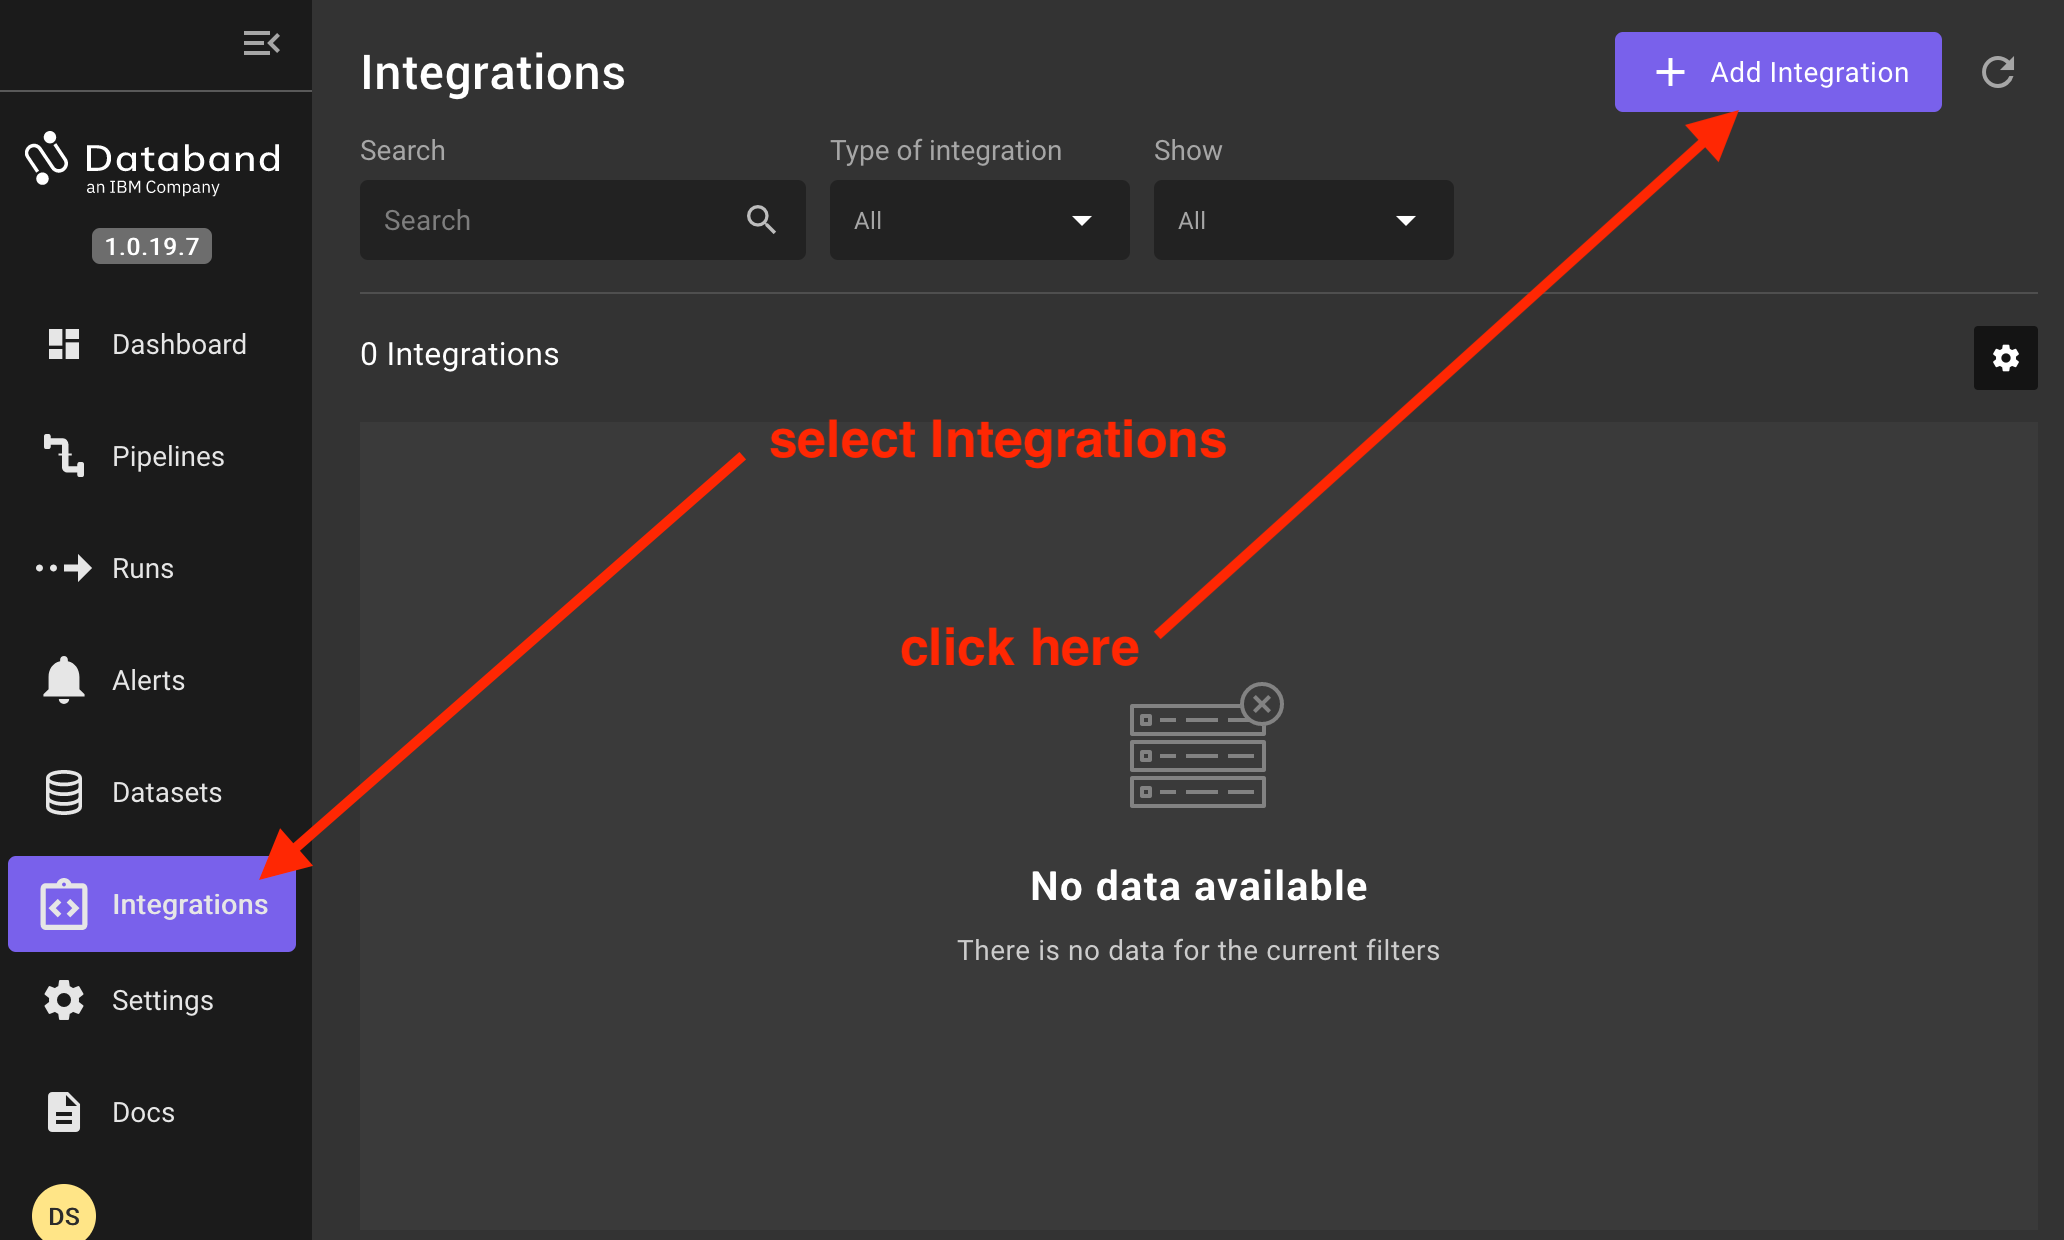 Databand
an IBM Company
1.0.19.7
Dashboard
Pipelines
Runs
Alerts
Datasets
Integrations
Settings
Docs
DS
Integrations
+ Add Integration
Search
Type of integration
Show
Search
All
All
0 Integrations
select Integrations
click here
No data available
There is no data for the current filters